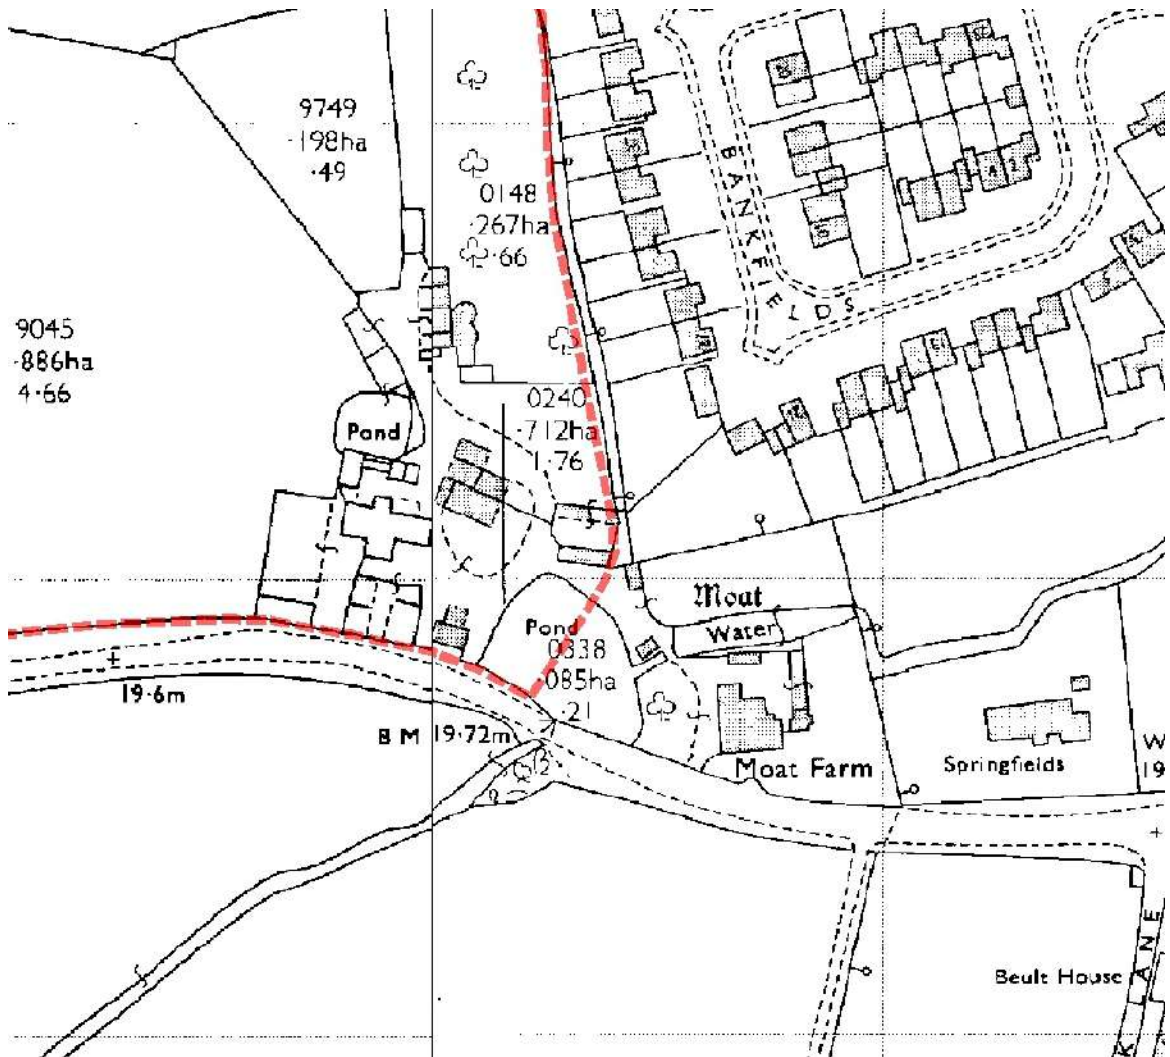 9749
·198ha
·49
0148
·267ha
·66
BANKFIELDS
9045
·886ha
4·66
0240
·712ha
1·76
Pond
Moat
Water
Pond
0338
·085ha
·21
19·6m
B M 19·72m
Moat Farm
Springfields
W
19
Beult House
K LANE